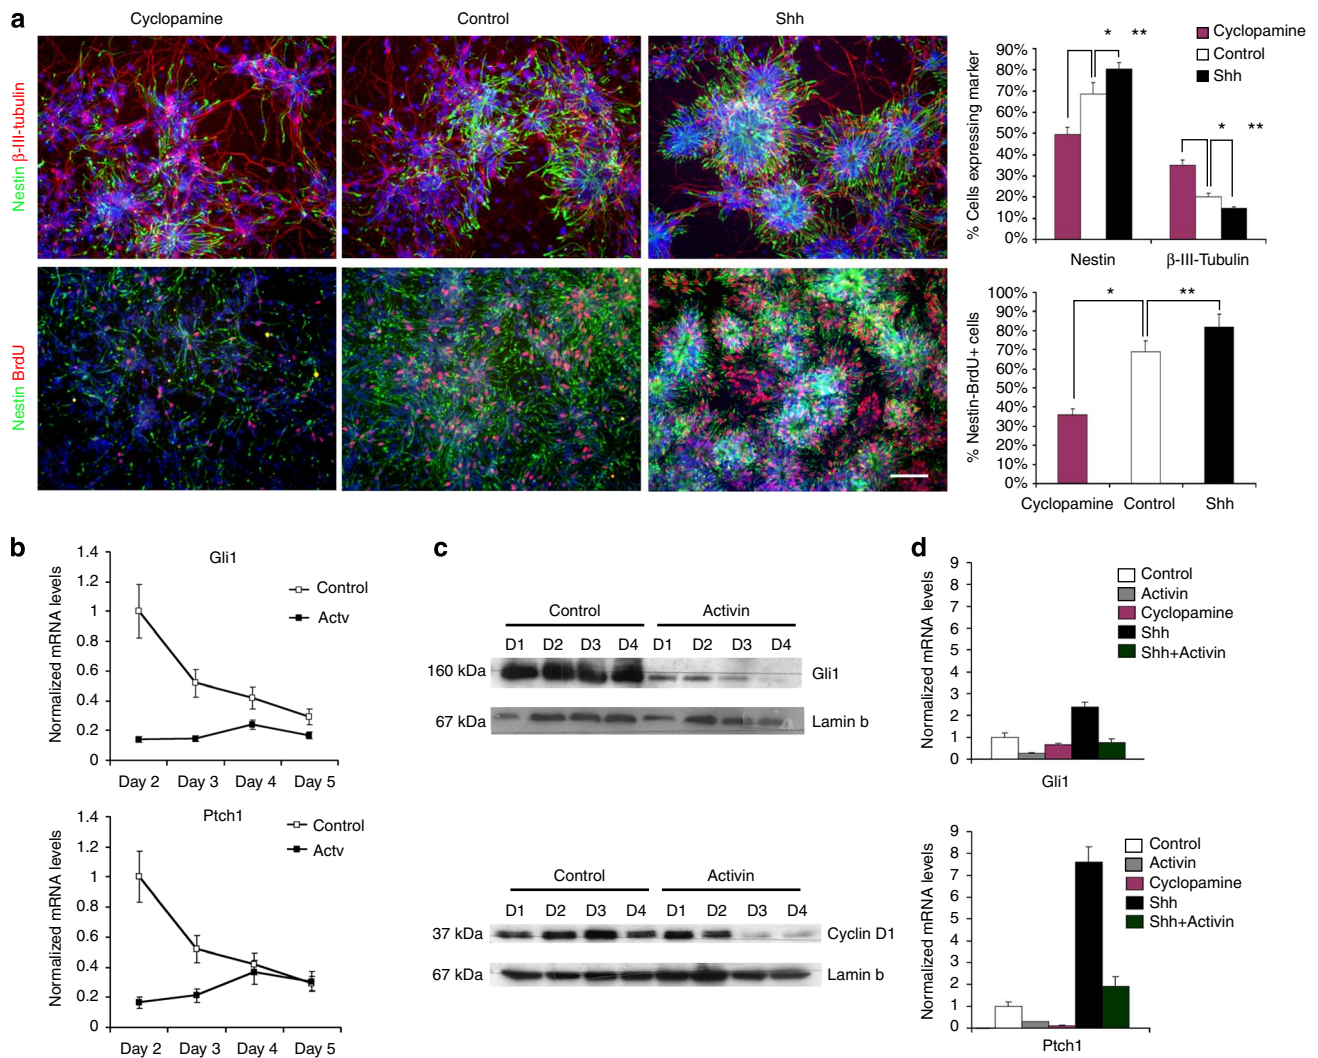 a
Cyclopamine
Control
Shh
Nestin β-III-tubulin
Nestin BrdU
* **
Cyclopamine
Control
Shh
* **
% Cells expressing marker
90%
80%
70%
60%
50%
40%
30%
20%
10%
0%
Nestin
β-III-Tubulin
% Nestin-BrdU+ cells
100%
90%
80%
70%
60%
50%
40%
30%
20%
10%
0%
* **
Cyclopamine Control Shh
b
Gli1
Control
Actv
Normalized mRNA levels
1.4
1.2
1
0.8
0.6
0.4
0.2
0
Day 2 Day 3 Day 4 Day 5
Ptch1
Control
Actv
Normalized mRNA levels
1.4
1.2
1
0.8
0.6
0.4
0.2
0
Day 2 Day 3 Day 4 Day 5
c
Control Activin
D1 D2 D3 D4 D1 D2 D3 D4
160 kDa Gli1
67 kDa Lamin b
Control Activin
D1 D2 D3 D4 D1 D2 D3 D4
37 kDa Cyclin D1
67 kDa Lamin b
d
Normalized mRNA levels
9
8
7
6
5
4
3
2
1
0
Control
Activin
Cyclopamine
Shh
Shh+Activin
Gli1
Normalized mRNA levels
9
8
7
6
5
4
3
2
1
0
Control
Activin
Cyclopamine
Shh
Shh+Activin
Ptch1